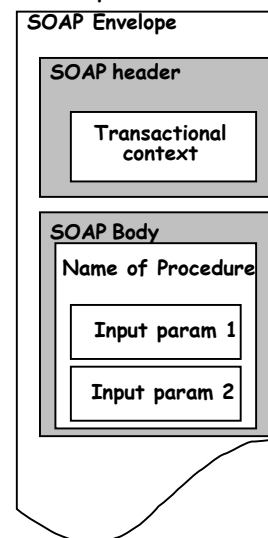 SOAP Envelope
SOAP header
Transactional
context
SOAP Body
Name of Procedure
Input param 1
Input param 2